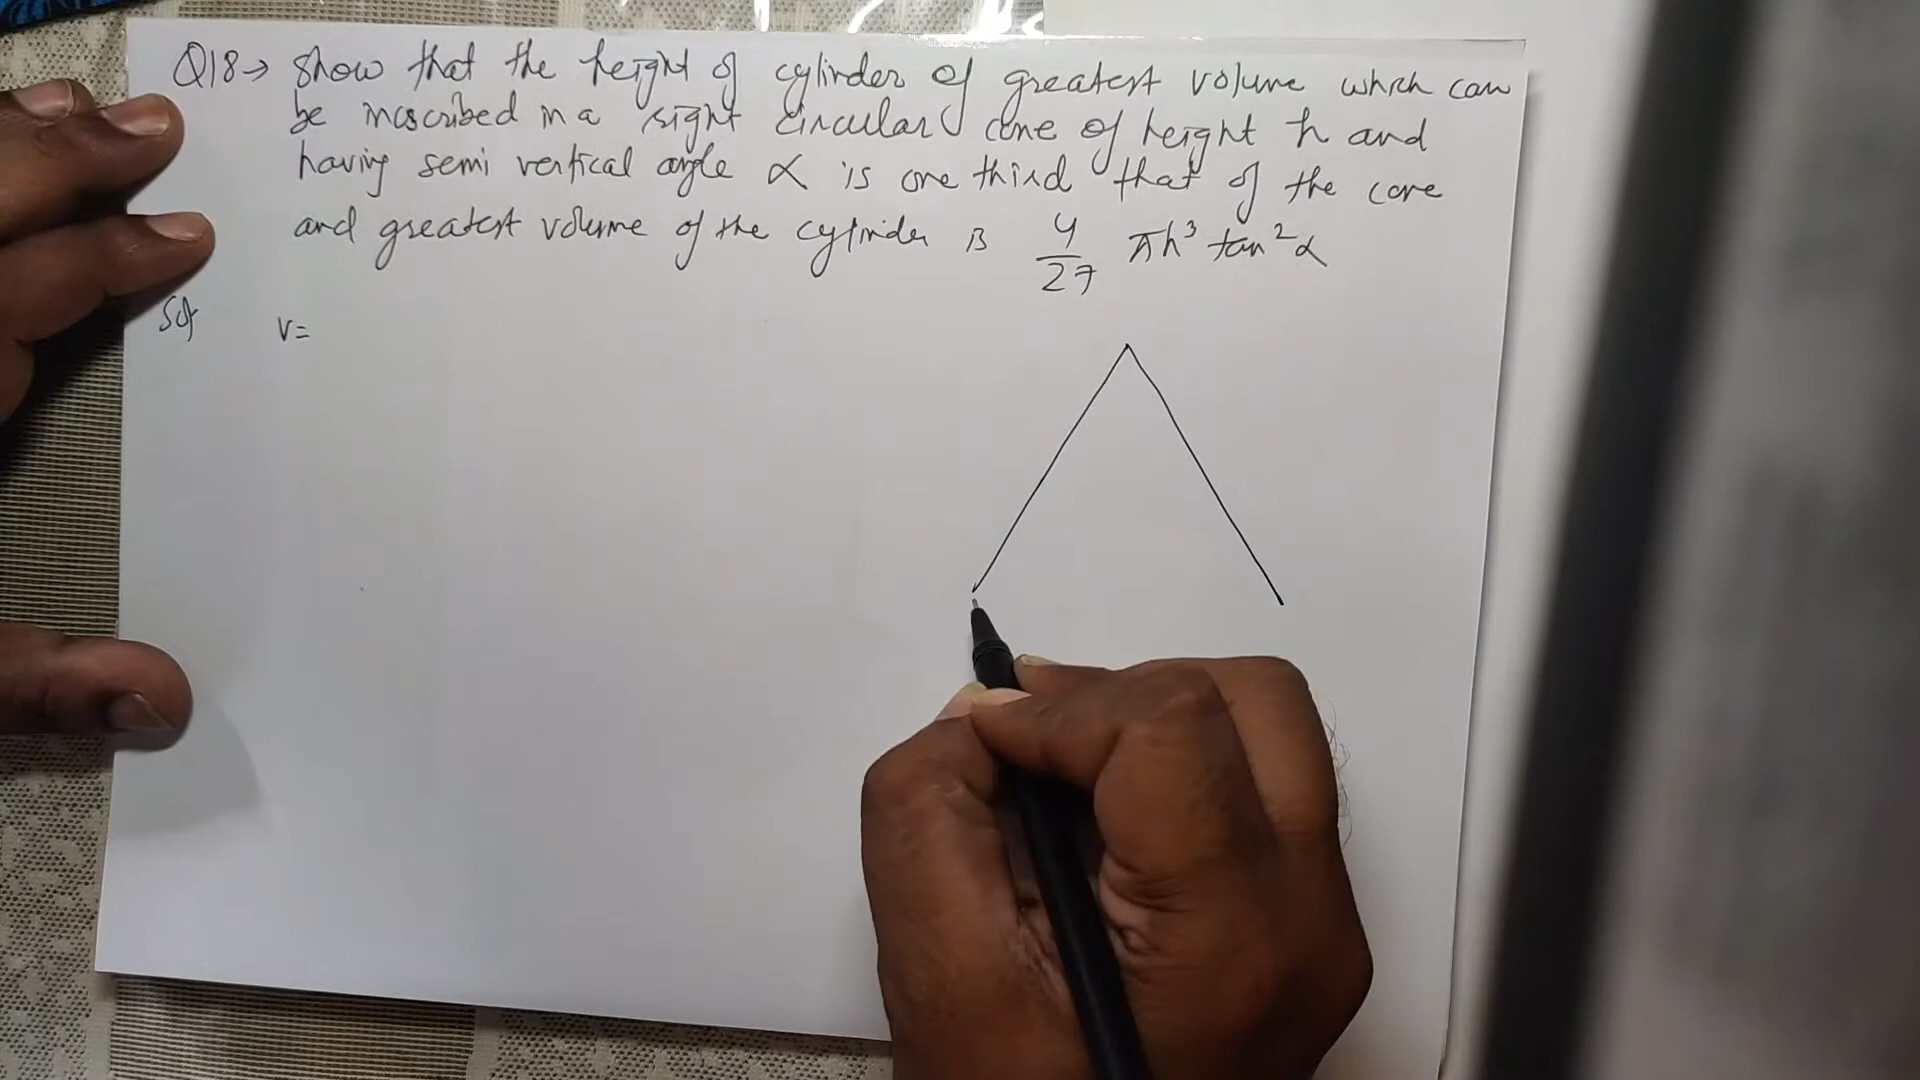 Q18→ Show that the height of cylinder of greatest volume which can
be inscribed in a right circular cone of height h and
having semi vertical angle α is one third that of the cone
and greatest volume of the cylinder is 4/27 πh³ tan²α
Sol
V=